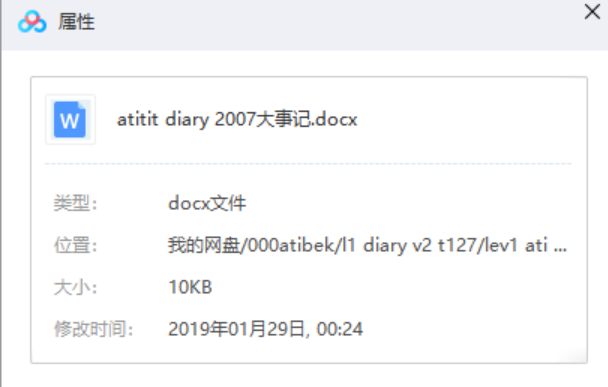 属性
W
atitit diary 2007大事记.docx
类型： docx文件
位置： 我的网盘/000atibek/l1 diary v2 t127/lev1 ati ...
大小： 10KB
修改时间： 2019年01月29日, 00:24